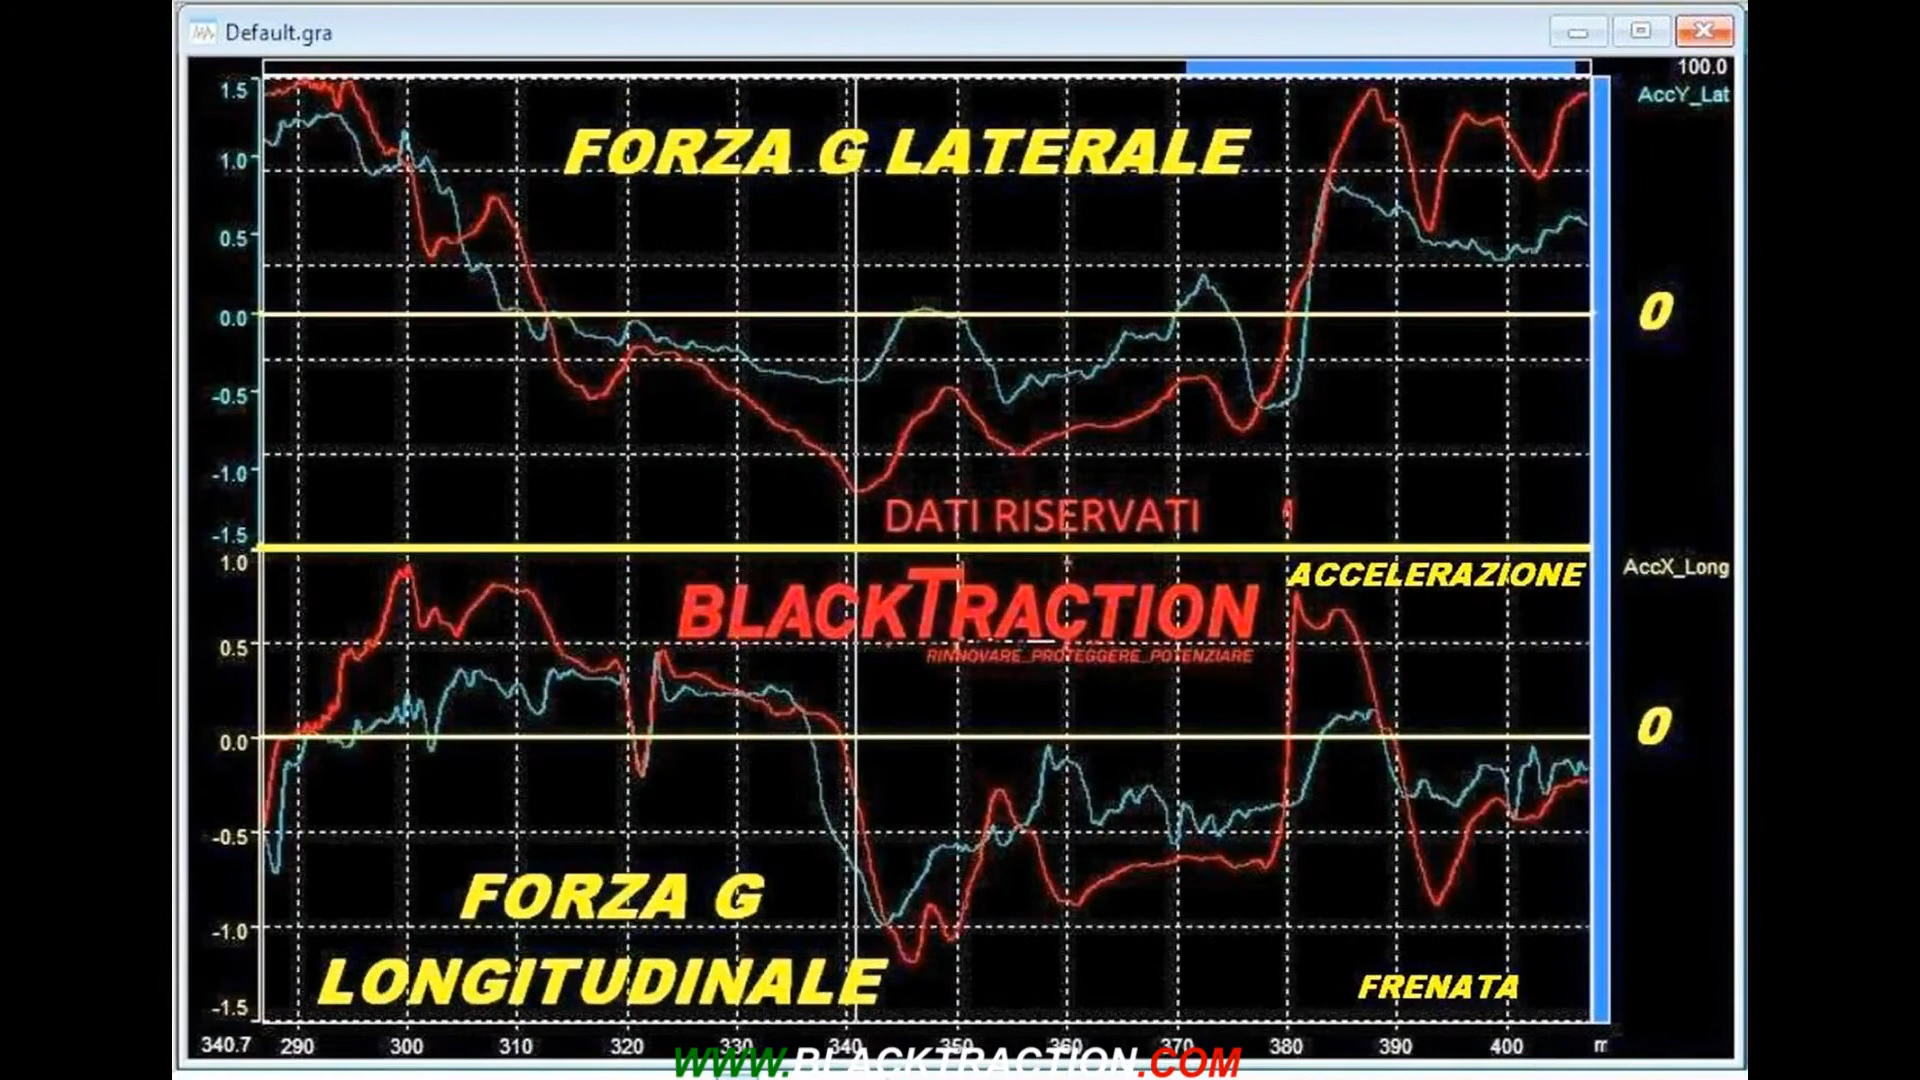 Default.gra
100.0
AccY_Lat
1.5
1.0
0.5
0.0
-0.5
-1.0
-1.5
FORZA G LATERALE
0
DATI RISERVATI
1.0
0.5
0.0
-0.5
-1.0
-1.5
ACCELERAZIONE
AccX_Long
BLACKTRACTION
RINNOVARE_PROTEGGERE_POTENZIARE
0
FORZA G
LONGITUDINALE
FRENATA
340.7 290 300 310 320 330 340 350 360 370 380 390 400
WWW.BLACKTRACTION.COM